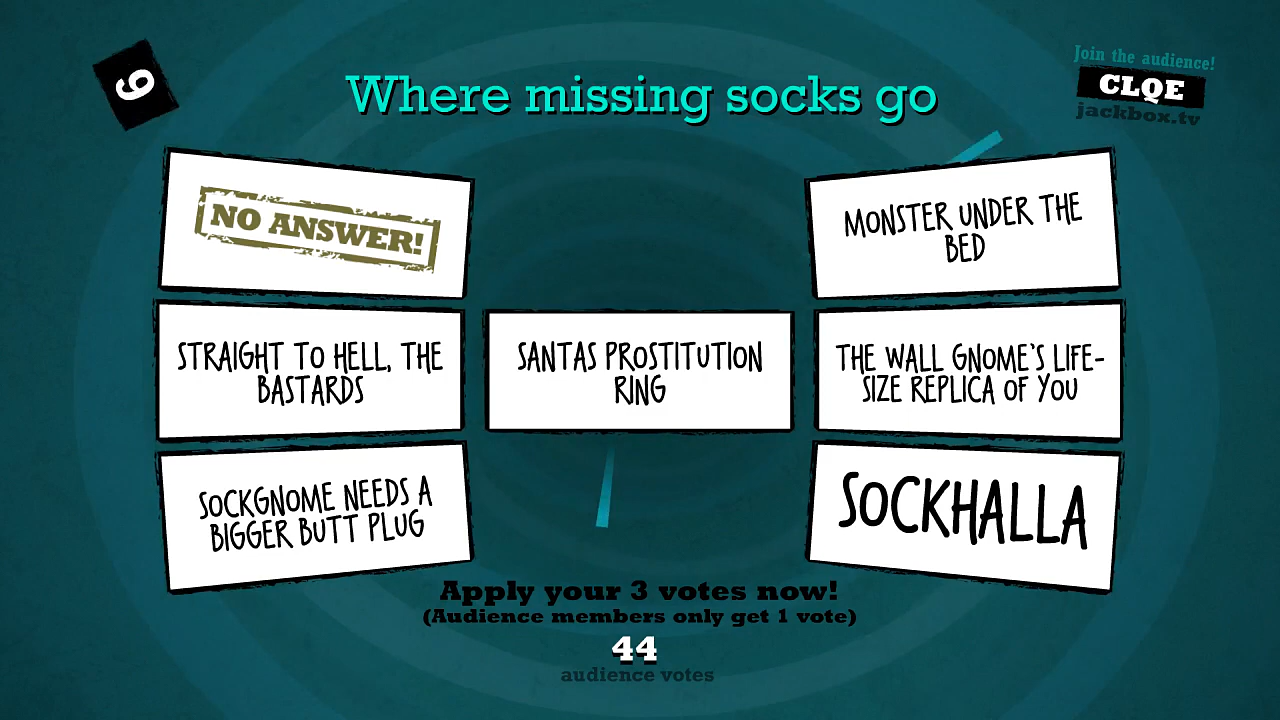 6
Where missing socks go
Join the audience!
CLQE
jackbox.tv
NO ANSWER!
MONSTER UNDER THE
BED
STRAIGHT TO HELL, THE
BASTARDS
SANTAS PROSTITUTION
RING
THE WALL GNOME'S LIFE-
SIZE REPLICA OF YOU
SOCKGNOME NEEDS A
BIGGER BUTT PLUG
SOCKHALLA
Apply your 3 votes now!
(Audience members only get 1 vote)
44
audience votes